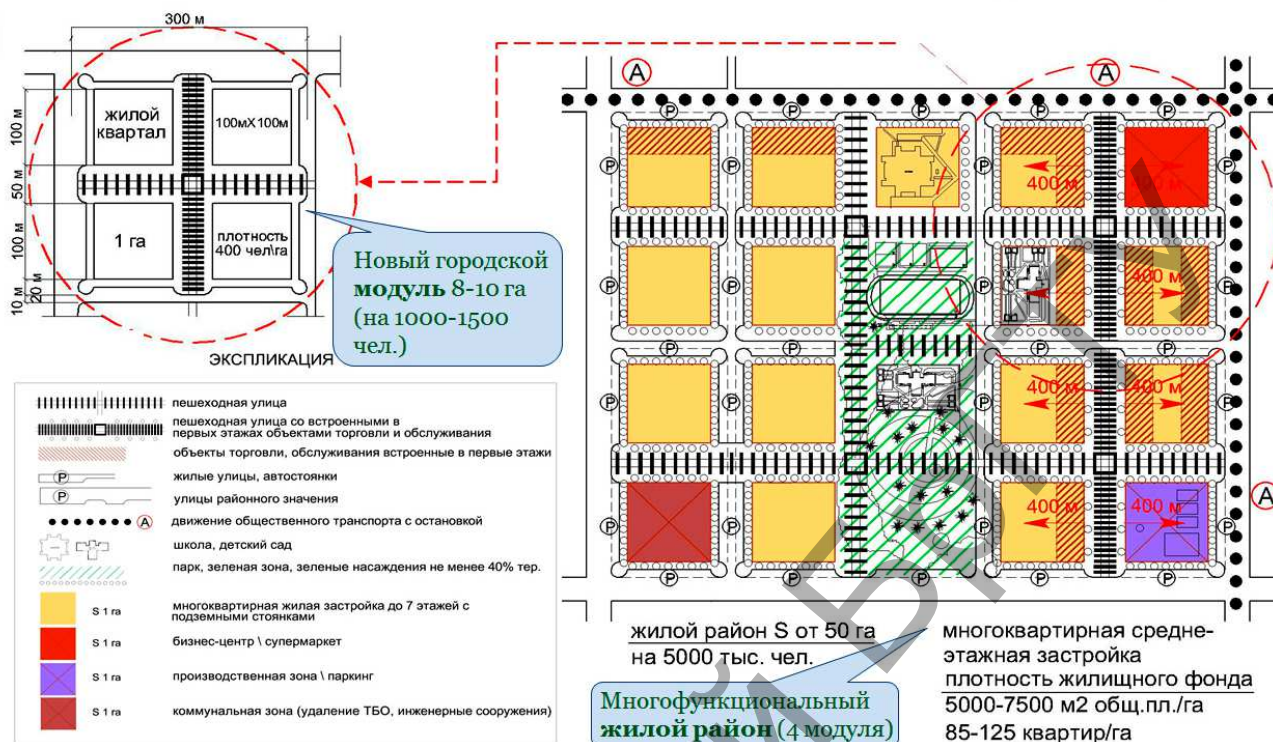 300 м
100 м
50 м
100 м
10 м
20 м
жилой
квартал
100мХ100м
1 га
плотность
400 чел\га
Новый городской
модуль 8-10 га
(на 1000-1500
чел.)
ЭКСПЛИКАЦИЯ
пешеходная улица
пешеходная улица со встроенными в
первых этажах объектами торговли и обслуживания
объекты торговли, обслуживания встроенные в первые этажи
P жилые улицы, автостоянки
P улицы районного значения
A движение общественного транспорта с остановкой
школа, детский сад
парк, зеленая зона, зеленые насаждения не менее 40% тер.
S 1 га многоквартирная жилая застройка до 7 этажей с
подземными стоянками
S 1 га бизнес-центр \ супермаркет
S 1 га производственная зона \ паркинг
S 1 га коммунальная зона (удаление ТБО, инженерные сооружения)
A A
P P P P P
P P P P
400 м 400 м
P P P P
400 м
P P P P P
P P P P
400 м 400 м
P P P P
400 м 400 м
A
P P P P P
жилой район S от 50 га
на 5000 тыс. чел.
Многофункциональный
жилой район (4 модуля)
многоквартирная средне-
этажная застройка
плотность жилищного фонда
5000-7500 м2 общ.пл./га
85-125 квартир/га
Й БРГТУ